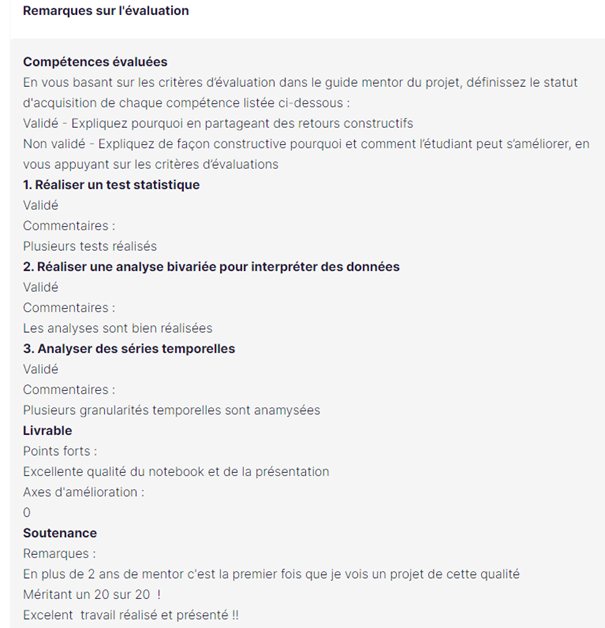 Remarques sur l'évaluation
Compétences évaluées
En vous basant sur les critères d'évaluation dans le guide mentor du projet, définissez le statut
d'acquisition de chaque compétence listée ci-dessous :
Validé - Expliquez pourquoi en partageant des retours constructifs
Non validé - Expliquez de façon constructive pourquoi et comment l'étudiant peut s'améliorer, en
vous appuyant sur les critères d'évaluations
1. Réaliser un test statistique
Validé
Commentaires :
Plusieurs tests réalisés
2. Réaliser une analyse bivariée pour interpréter des données
Validé
Commentaires :
Les analyses sont bien réalisées
3. Analyser des séries temporelles
Validé
Commentaires :
Plusieurs granularités temporelles sont anamysées
Livrable
Points forts :
Excellente qualité du notebook et de la présentation
Axes d'amélioration :
0
Soutenance
Remarques :
En plus de 2 ans de mentor c'est la premier fois que je vois un projet de cette qualité
Méritant un 20 sur 20 !
Excelent travail réalisé et présenté !!